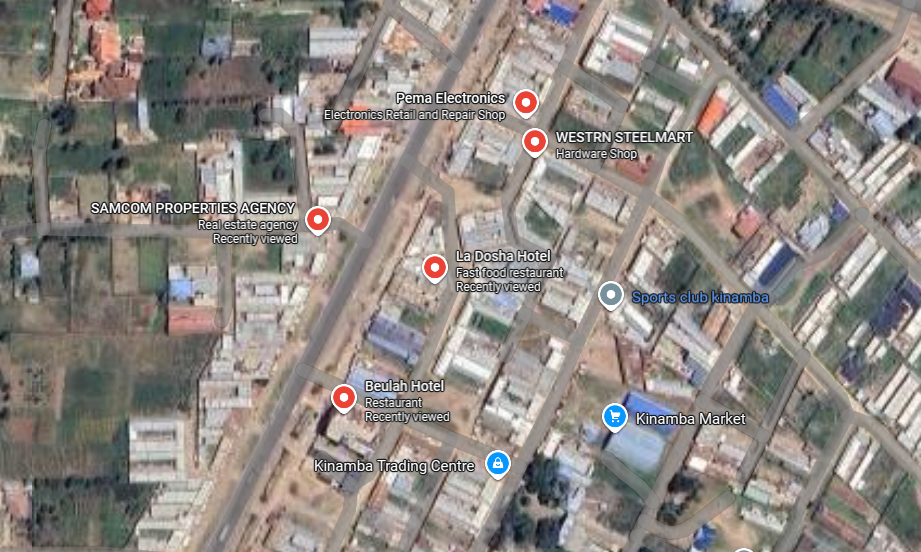 Pema Electronics
Electronics Retail and Repair Shop
WESTRN STEELMART
Hardware Shop
SAMCOM PROPERTIES AGENCY
Real estate agency
Recently viewed
La Dosha Hotel
Fast food restaurant
Recently viewed
Sports club kinamba
Beulah Hotel
Restaurant
Recently viewed
Kinamba Market
Kinamba Trading Centre